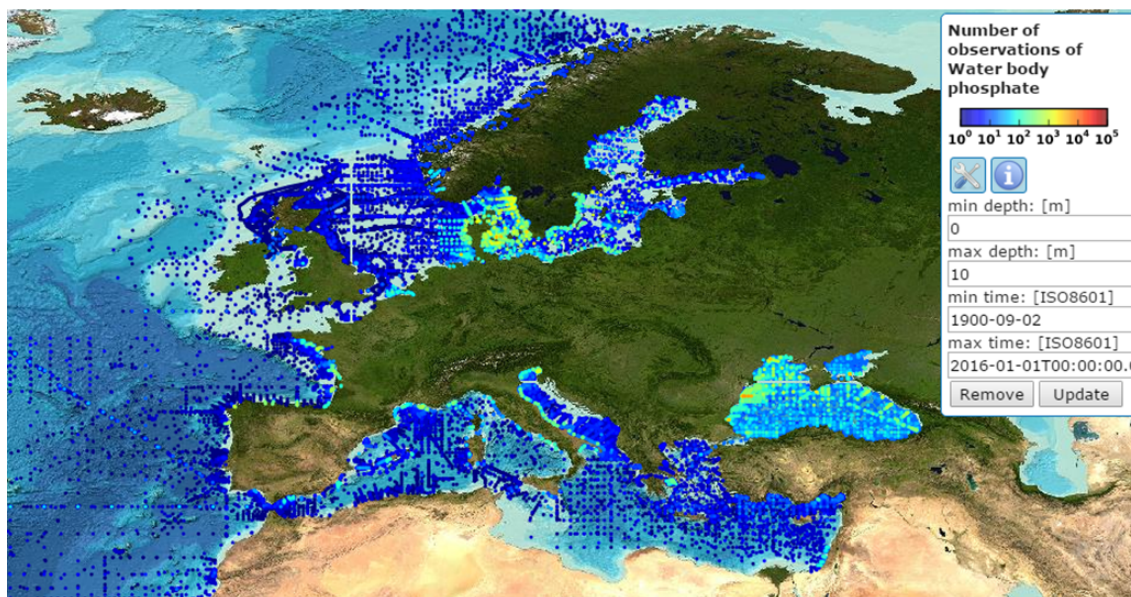 Number of
observations of
Water body
phosphate
10⁰ 10¹ 10² 10³ 10⁴ 10⁵
min depth: [m]
0
max depth: [m]
10
min time: [ISO8601]
1900-09-02
max time: [ISO8601]
2016-01-01T00:00:00.
Remove Update